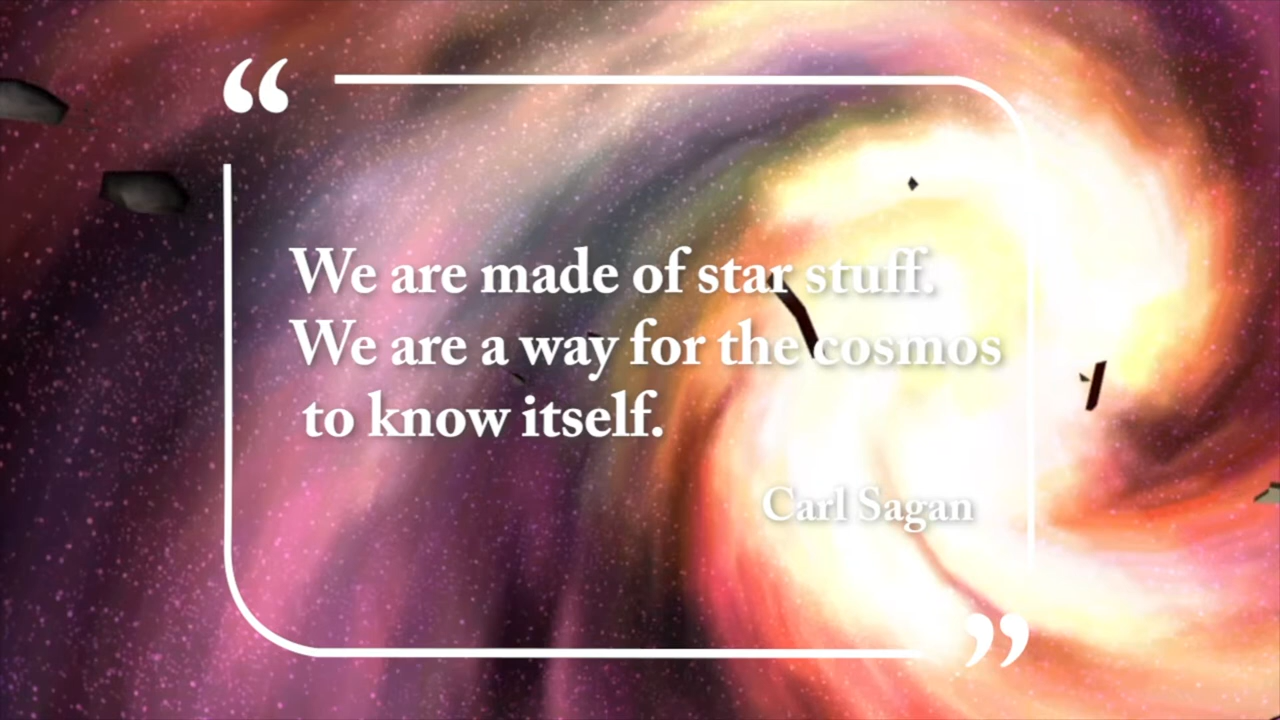 “
We are made of star stuff.
We are a way for the cosmos
to know itself.
Carl Sagan
”